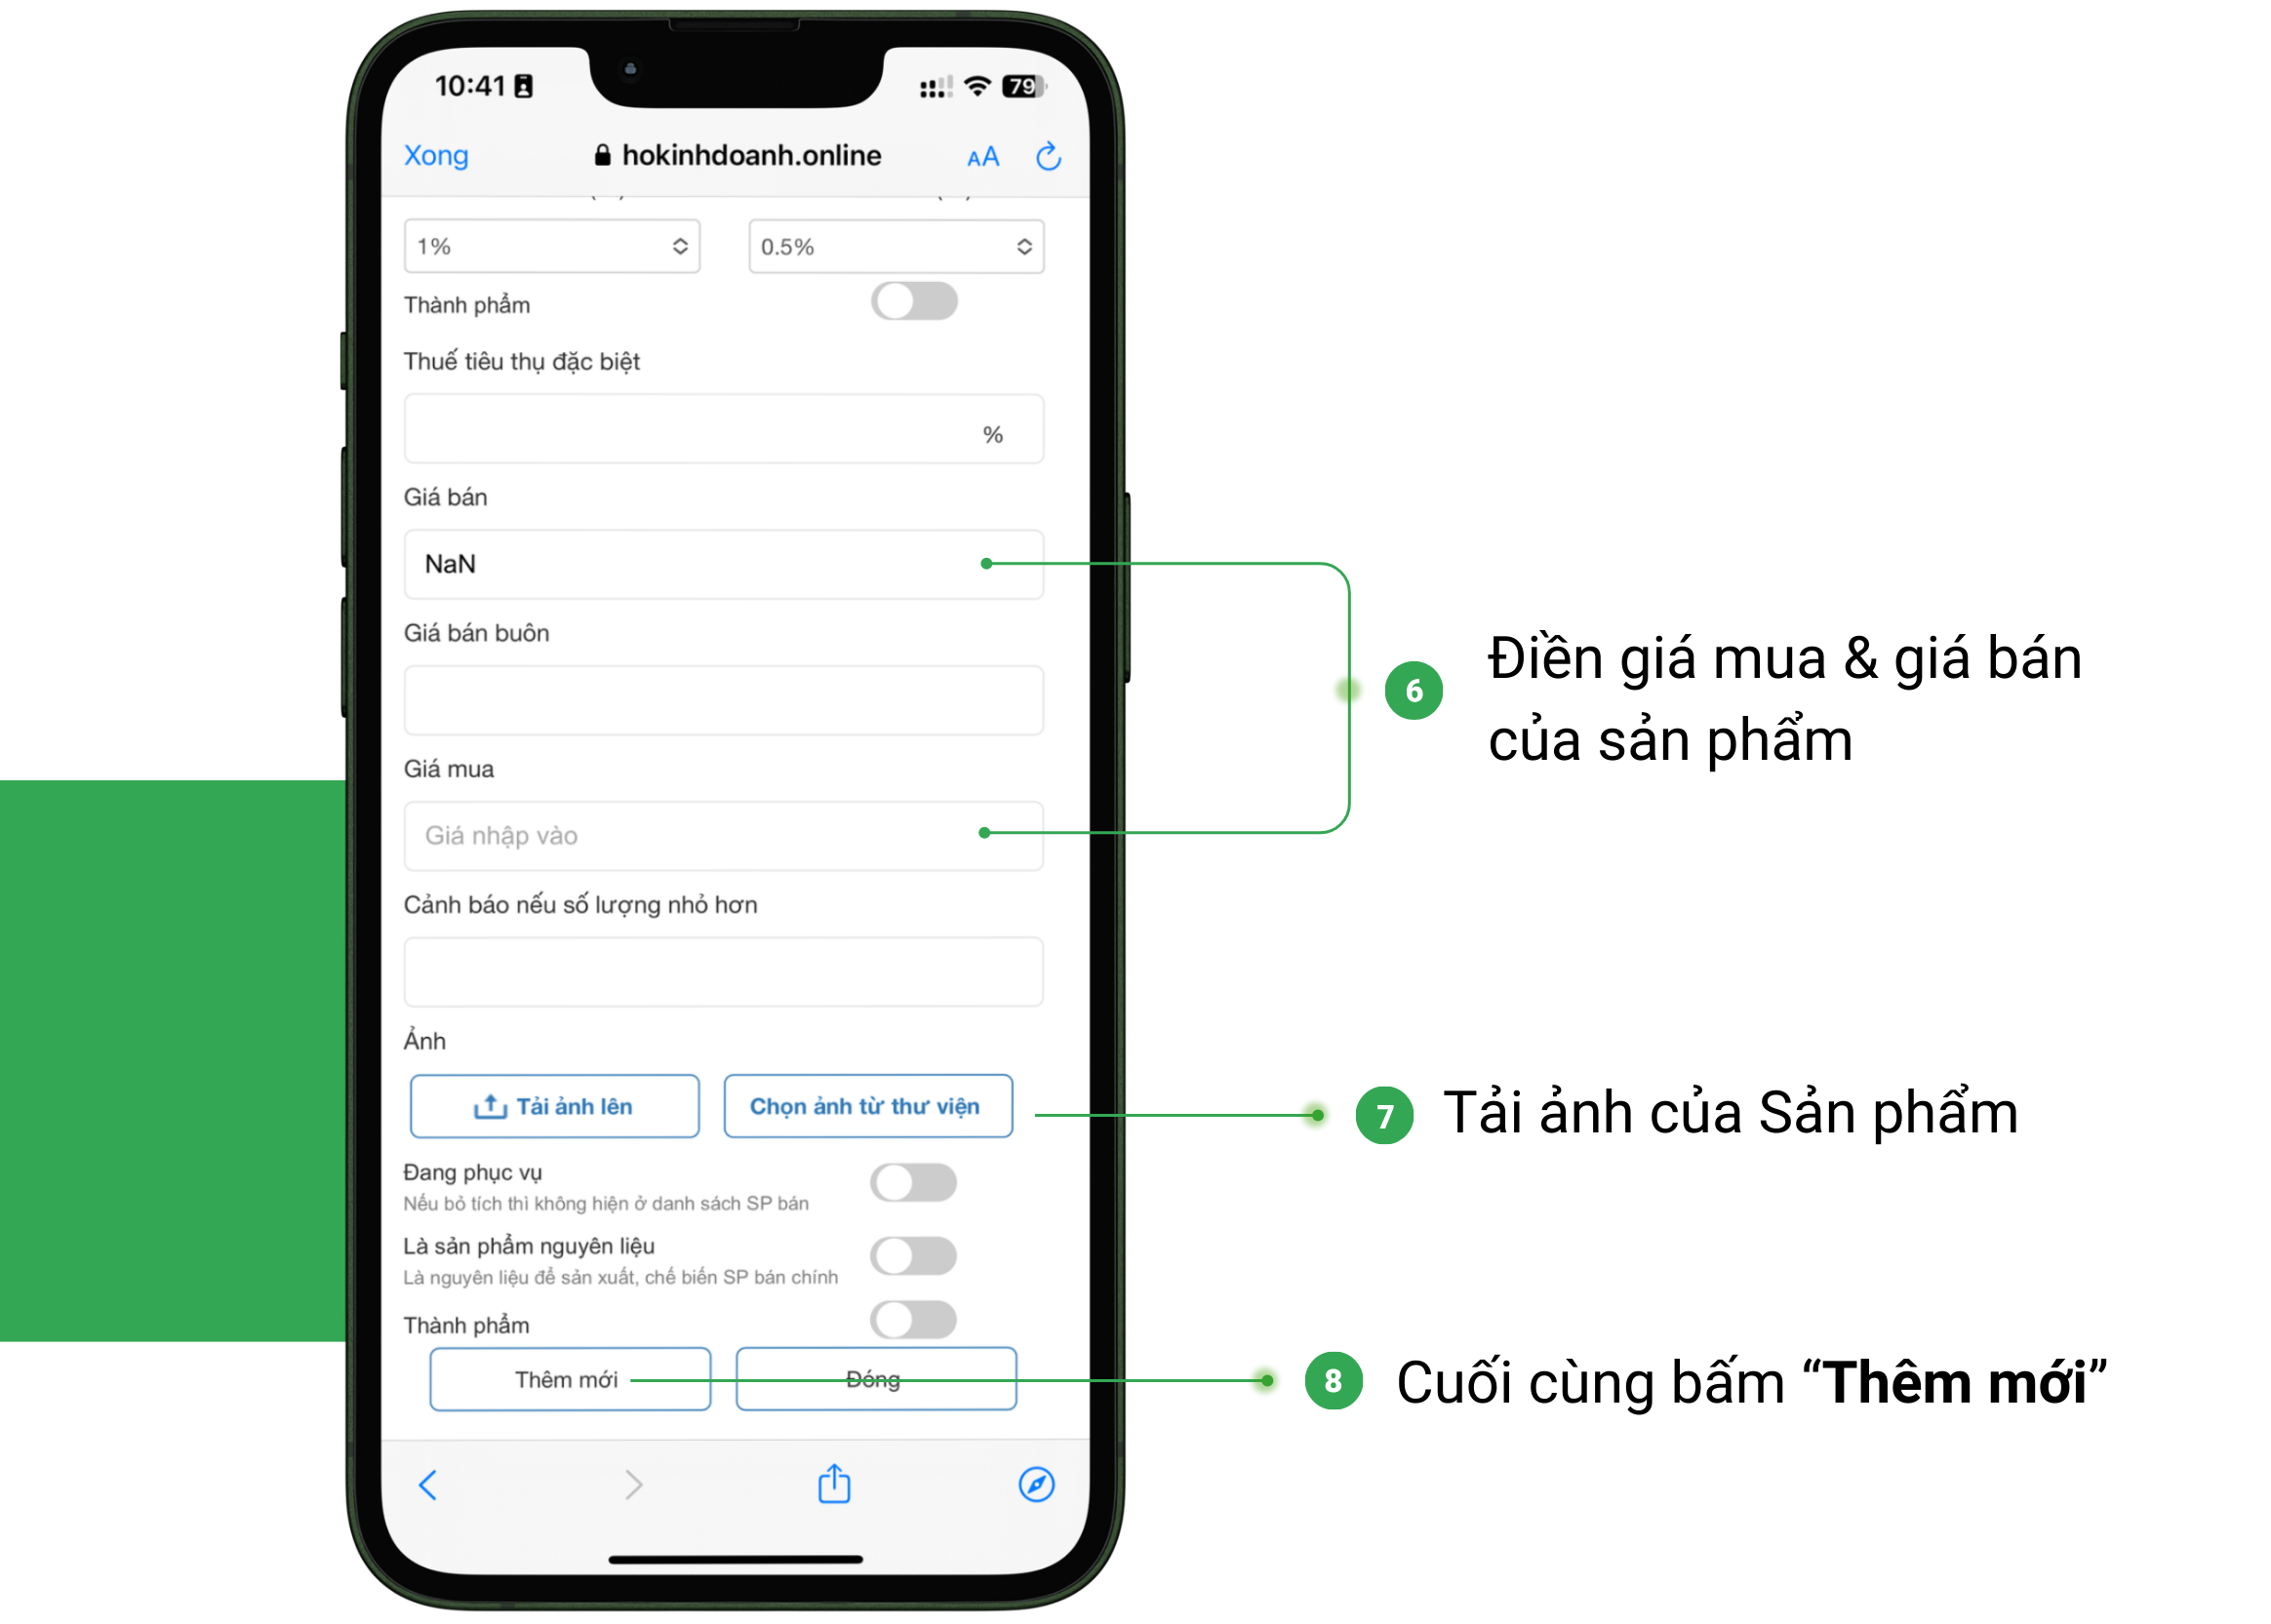 10:41
79
Xong
hokinhdoanh.online
AA
1%
0.5%
Thành phẩm
Thuế tiêu thụ đặc biệt
%
Giá bán
NaN
Giá bán buôn
Giá mua
Giá nhập vào
Cảnh báo nếu số lượng nhỏ hơn
Ảnh
Tải ảnh lên
Chọn ảnh từ thư viện
Đang phục vụ
Nếu bỏ tích thì không hiện ở danh sách SP bán
Là sản phẩm nguyên liệu
Là nguyên liệu để sản xuất, chế biến SP bán chính
Thành phẩm
Thêm mới
Đóng
6
Điền giá mua & giá bán
của sản phẩm
7
Tải ảnh của Sản phẩm
8
Cuối cùng bấm “Thêm mới”